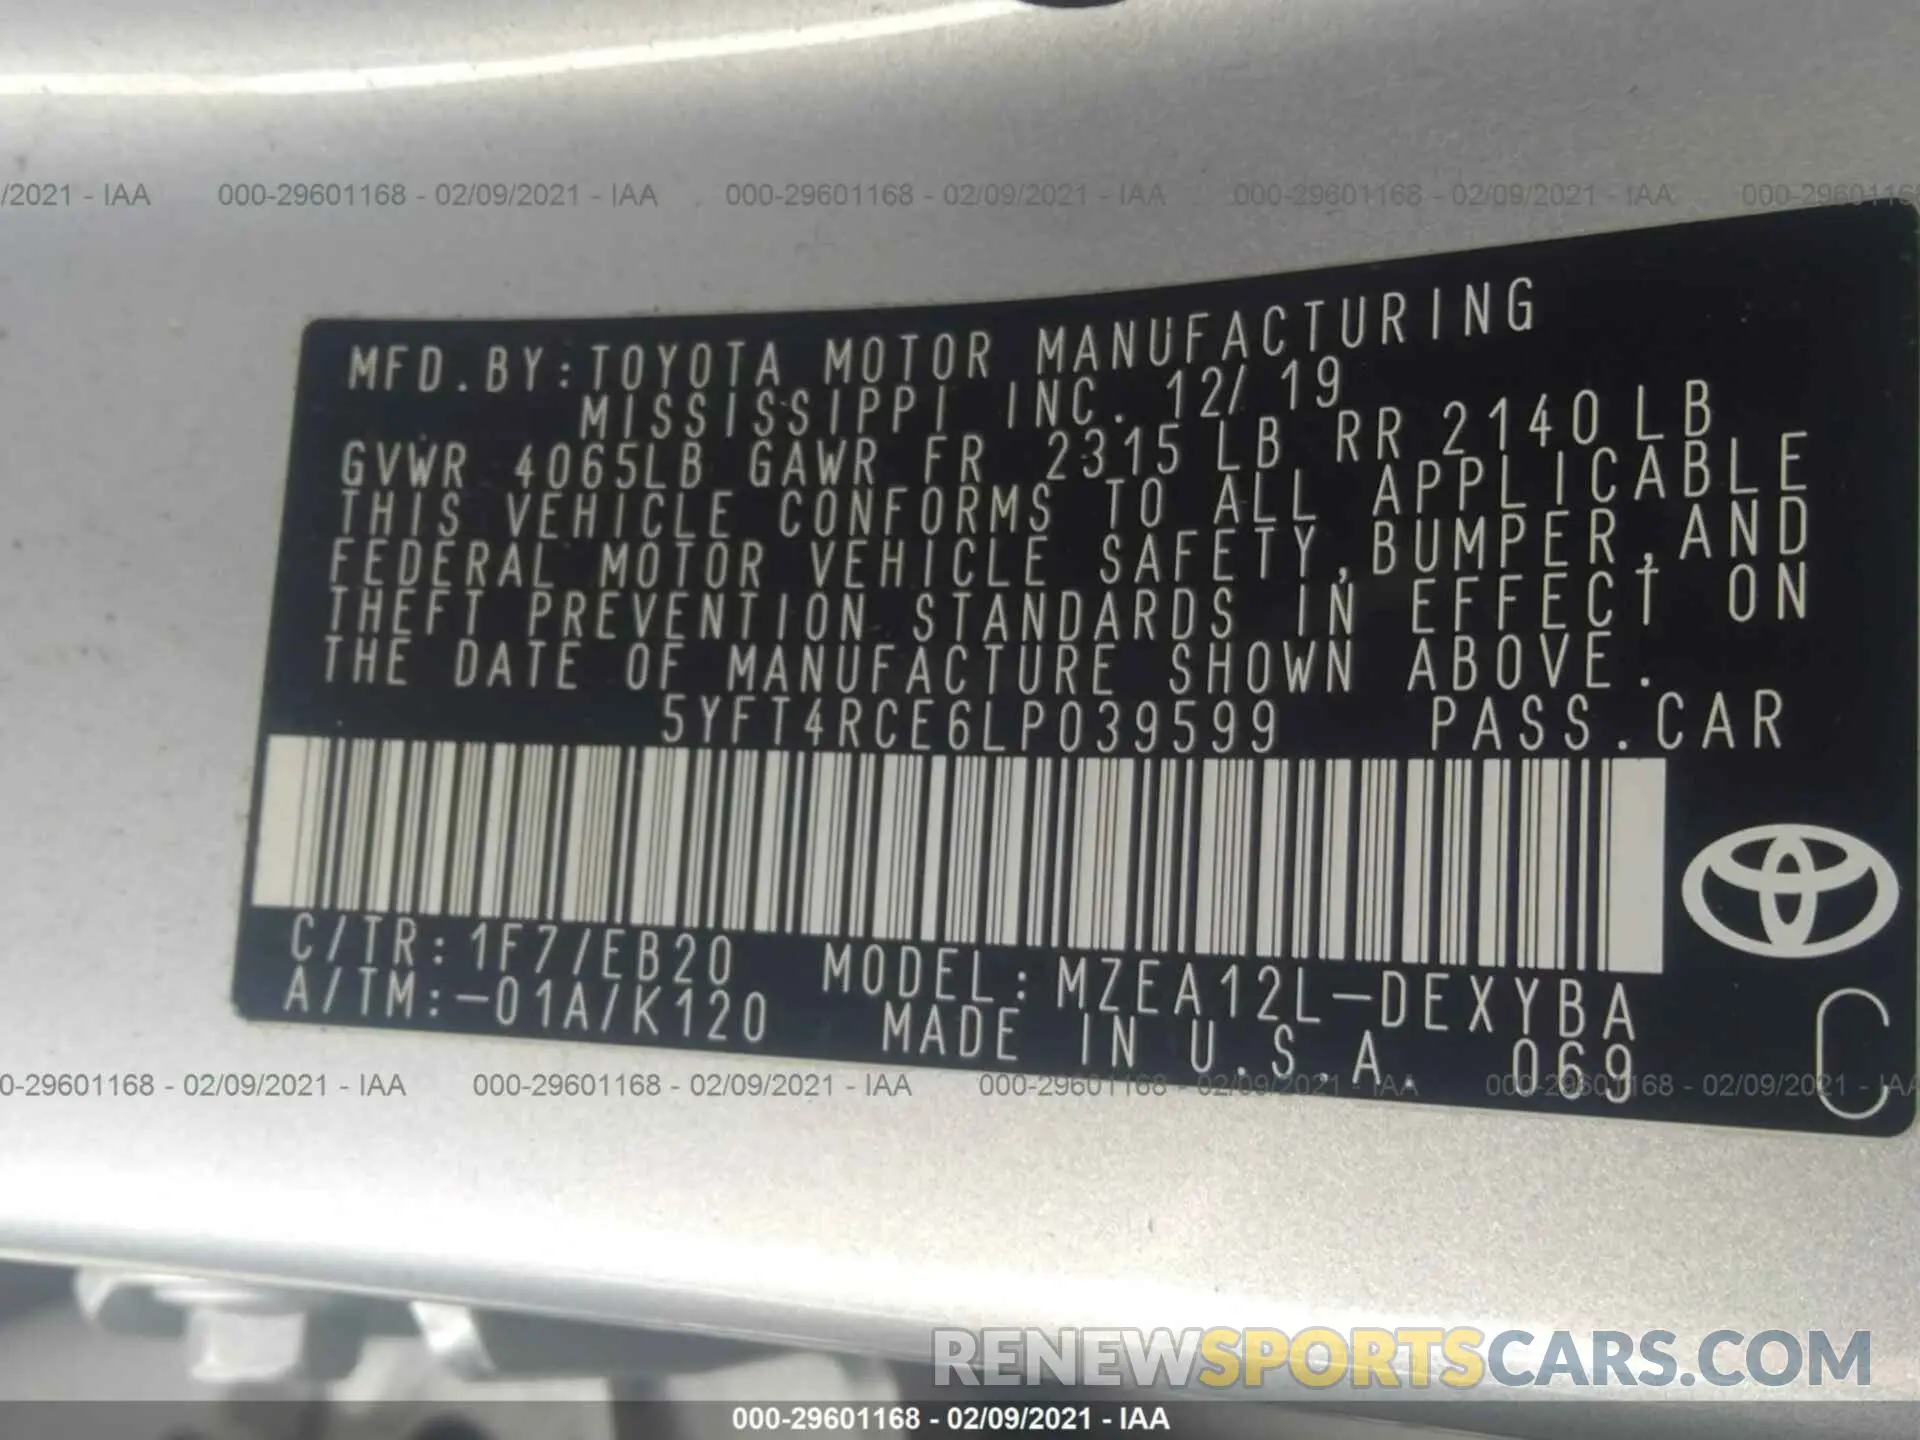 /2021 - IAA 000-29601168 - 02/09/2021 - IAA 000-29601168 - 02/09/2021 - IAA 000-29601168 - 02/09/2021 - IAA 000-2960116
MFD.BY:TOYOTA MOTOR MANUFACTURING
MISSISSIPPI INC. 12/ 19
GVWR 4065LB GAWR FR 2315 LB RR 2140 LB
THIS VEHICLE CONFORMS TO ALL APPLICABLE
FEDERAL MOTOR VEHICLE SAFETY,BUMPER,AND
THEFT PREVENTION STANDARDS IN EFFECT ON
THE DATE OF MANUFACTURE SHOWN ABOVE.
5YFT4RCE6LP039599 PASS.CAR
C/TR:1F7/EB20 MODEL:MZEA12L-DEXYBA
A/TM:-01A/K120 MADE IN U.S.A. 069
C
0-29601168 - 02/09/2021 - IAA 000-29601168 - 02/09/2021 - IAA 000-29601168 - 02/09/2021 - IAA 000-29601168 - 02/09/2021 - IAA
RENEWSPORTSCARS.COM
000-29601168 - 02/09/2021 - IAA